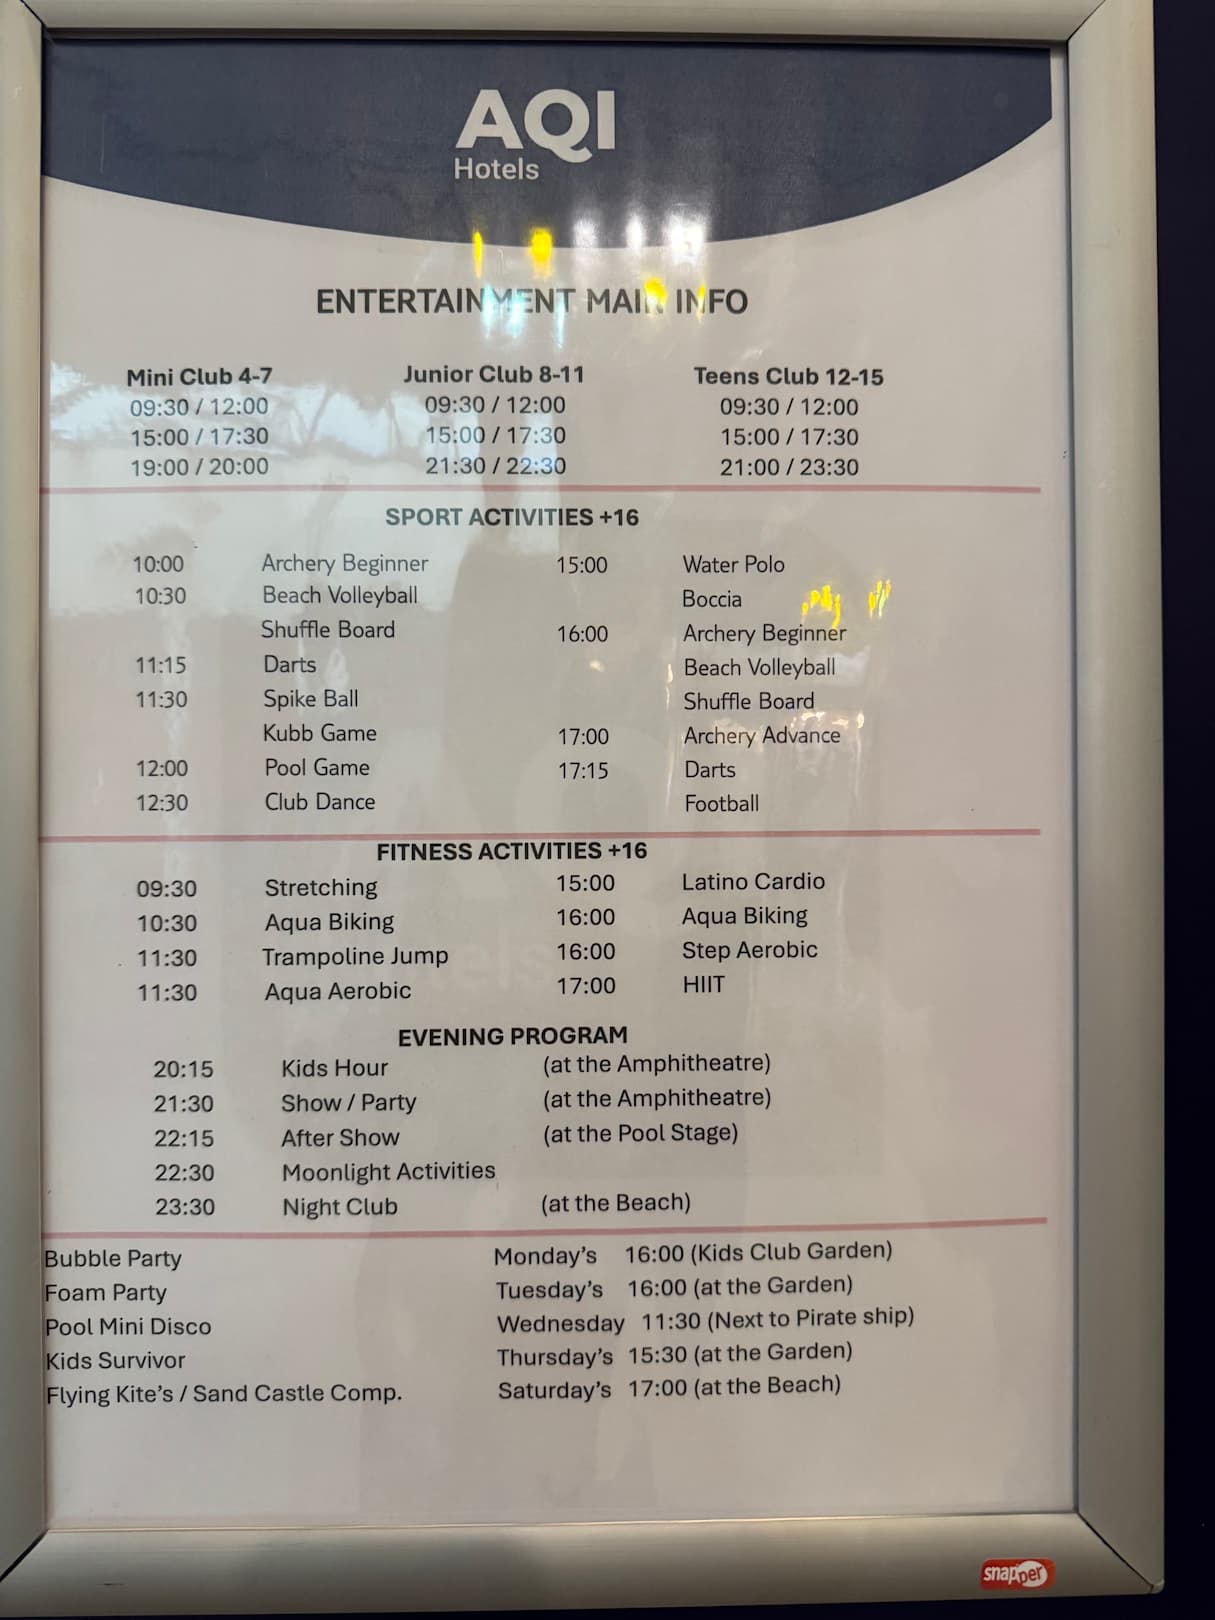 AQI
Hotels
ENTERTAINMENT MAIN INFO
Mini Club 4-7 Junior Club 8-11 Teens Club 12-15
09:30 / 12:00 09:30 / 12:00 09:30 / 12:00
15:00 / 17:30 15:00 / 17:30 15:00 / 17:30
19:00 / 20:00 21:30 / 22:30 21:00 / 23:30
SPORT ACTIVITIES +16
10:00 Archery Beginner 15:00 Water Polo
10:30 Beach Volleyball Boccia
Shuffle Board 16:00 Archery Beginner
11:15 Darts Beach Volleyball
11:30 Spike Ball Shuffle Board
Kubb Game 17:00 Archery Advance
12:00 Pool Game 17:15 Darts
12:30 Club Dance Football
FITNESS ACTIVITIES +16
09:30 Stretching 15:00 Latino Cardio
10:30 Aqua Biking 16:00 Aqua Biking
11:30 Trampoline Jump 16:00 Step Aerobic
11:30 Aqua Aerobic 17:00 HIIT
EVENING PROGRAM
20:15 Kids Hour (at the Amphitheatre)
21:30 Show / Party (at the Amphitheatre)
22:15 After Show (at the Pool Stage)
22:30 Moonlight Activities
23:30 Night Club (at the Beach)
Bubble Party Monday's 16:00 (Kids Club Garden)
Foam Party Tuesday's 16:00 (at the Garden)
Pool Mini Disco Wednesday 11:30 (Next to Pirate ship)
Kids Survivor Thursday's 15:30 (at the Garden)
Flying Kite's / Sand Castle Comp. Saturday's 17:00 (at the Beach)
snapper